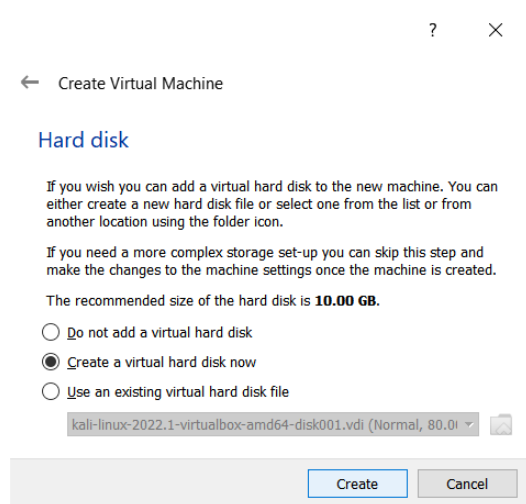 ?
Create Virtual Machine
Hard disk
If you wish you can add a virtual hard disk to the new machine. You can
either create a new hard disk file or select one from the list or from
another location using the folder icon.
If you need a more complex storage set-up you can skip this step and
make the changes to the machine settings once the machine is created.
The recommended size of the hard disk is 10.00 GB.
Do not add a virtual hard disk
Create a virtual hard disk now
Use an existing virtual hard disk file
kali-linux-2022.1-virtualbox-amd64-disk001.vdi (Normal,
Create Cancel